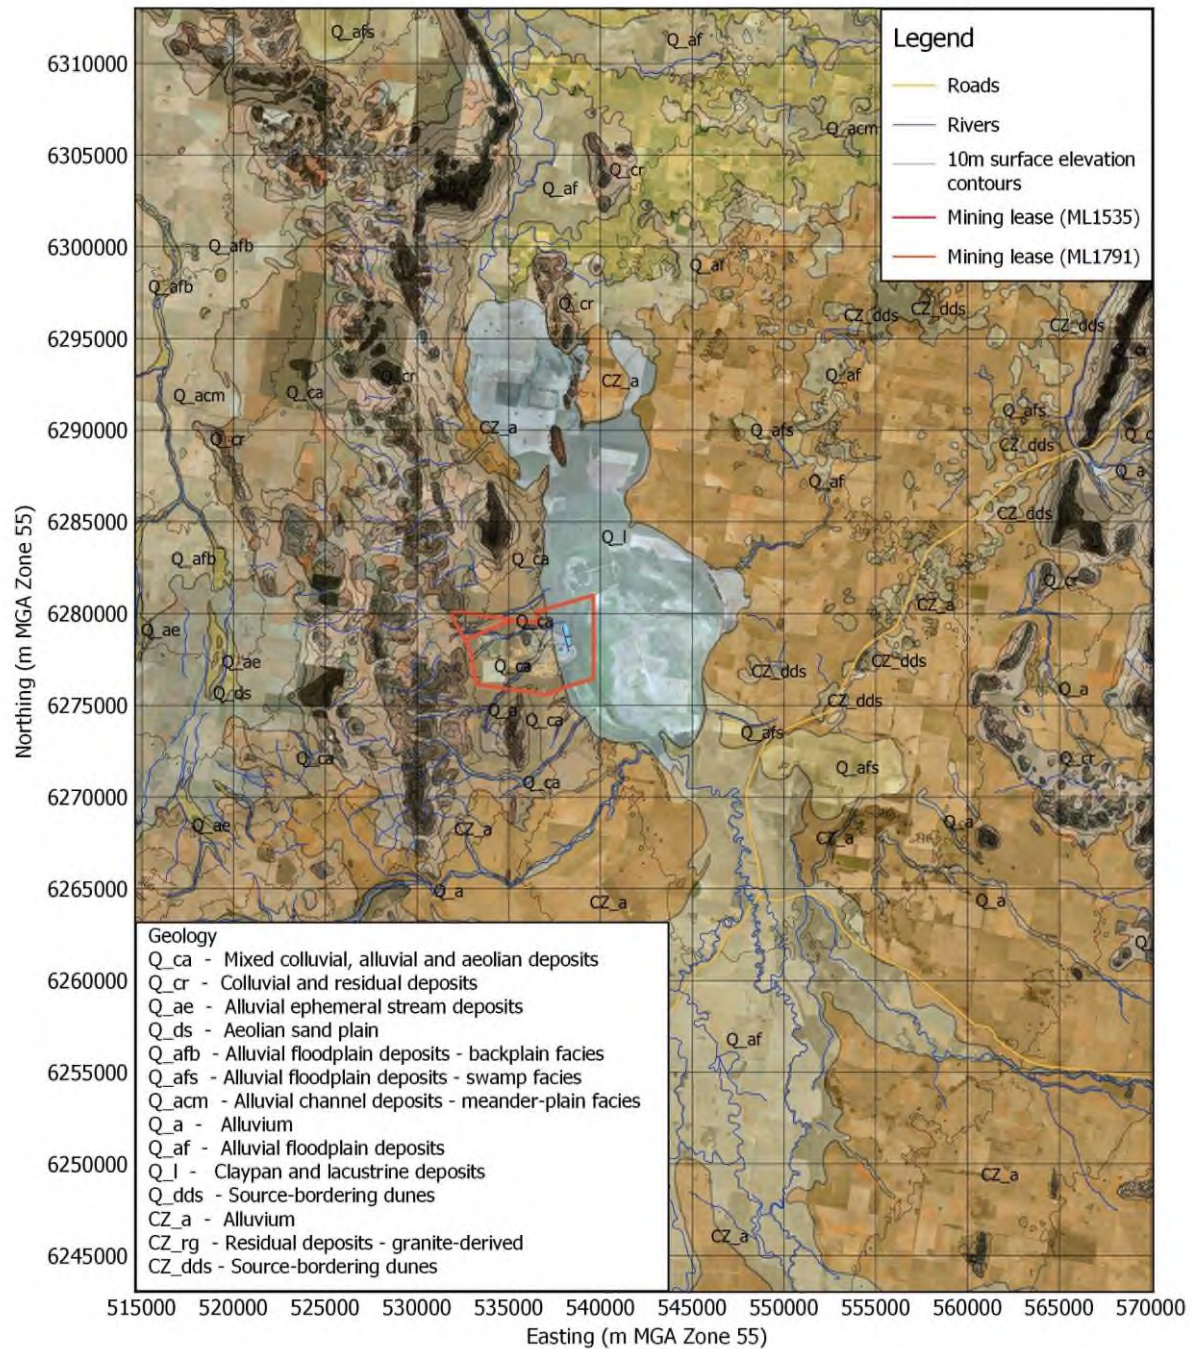 Legend
Roads
Rivers
10m surface elevation
contours
Mining lease (ML1535)
Mining lease (ML1791)
6310000
6305000
6300000
6295000
6290000
6285000
6280000
6275000
6270000
6265000
6260000
6255000
6250000
6245000
Northing (m MGA Zone 55)
Q_afs
Q_af
Q_acm
Q_cr
Q_af
Q_afb
Q_af
Q_afb
Q_cr
CZ_dds
CZ_dds
CZ_dds
Q_cr
Q_cr
Q_af
CZ_a
Q_acm
Q_ca
Q_afs
CZ_a
Q_afs
Q_cr
CZ_dds
Q_a
Q_af
CZ_dds
Q_l
Q_afb
Q_ca
Q_cr
CZ_a
Q_ca
Q_ae
Q_ae
Q_ca
CZ_dds
CZ_dds
Q_ds
Q_a
CZ_dds
Q_a
Q_ca
Q_afs
Q_ca
Q_afs
Q_cr
Q_ca
Q_ae
CZ_a
CZ_a
Q_a
Q_a
CZ_a
Q_a
Q_af
CZ_a
CZ_a
Geology
Q_ca - Mixed colluvial, alluvial and aeolian deposits
Q_cr - Colluvial and residual deposits
Q_ae - Alluvial ephemeral stream deposits
Q_ds - Aeolian sand plain
Q_afb - Alluvial floodplain deposits - backplain facies
Q_afs - Alluvial floodplain deposits - swamp facies
Q_acm - Alluvial channel deposits - meander-plain facies
Q_a - Alluvium
Q_af - Alluvial floodplain deposits
Q_l - Claypan and lacustrine deposits
Q_dds - Source-bordering dunes
CZ_a - Alluvium
CZ_rg - Residual deposits - granite-derived
CZ_dds - Source-bordering dunes
515000 520000 525000 530000 535000 540000 545000 550000 555000 560000 565000 570000
Easting (m MGA Zone 55)